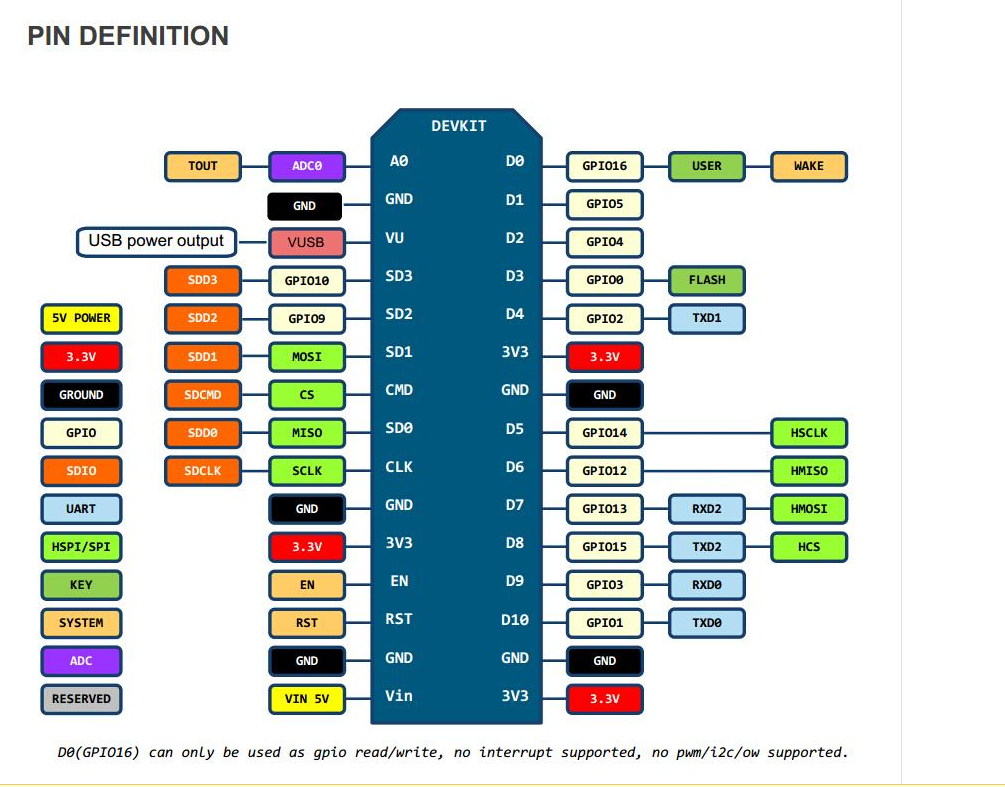 PIN DEFINITION
DEVKIT
TOUT ADC0 A0 D0 GPIO16 USER WAKE
GND GND D1 GPIO5
USB power output VUSB VU D2 GPIO4
SDD3 GPIO10 SD3 D3 GPIO0 FLASH
5V POWER SDD2 GPIO9 SD2 D4 GPIO2 TXD1
3.3V SDD1 MOSI SD1 3V3 3.3V
GROUND SDCMD CS CMD GND GND
GPIO SDD0 MISO SD0 D5 GPIO14 HSCLK
SDIO SDCLK SCLK CLK D6 GPIO12 HMISO
UART GND GND D7 GPIO13 RXD2 HMOSI
HSPI/SPI 3.3V 3V3 D8 GPIO15 TXD2 HCS
KEY EN EN D9 GPIO3 RXD0
SYSTEM RST RST D10 GPIO1 TXD0
ADC GND GND GND GND
RESERVED VIN 5V Vin 3V3 3.3V
D0(GPIO16) can only be used as gpio read/write, no interrupt supported, no pwm/i2c/ow supported.